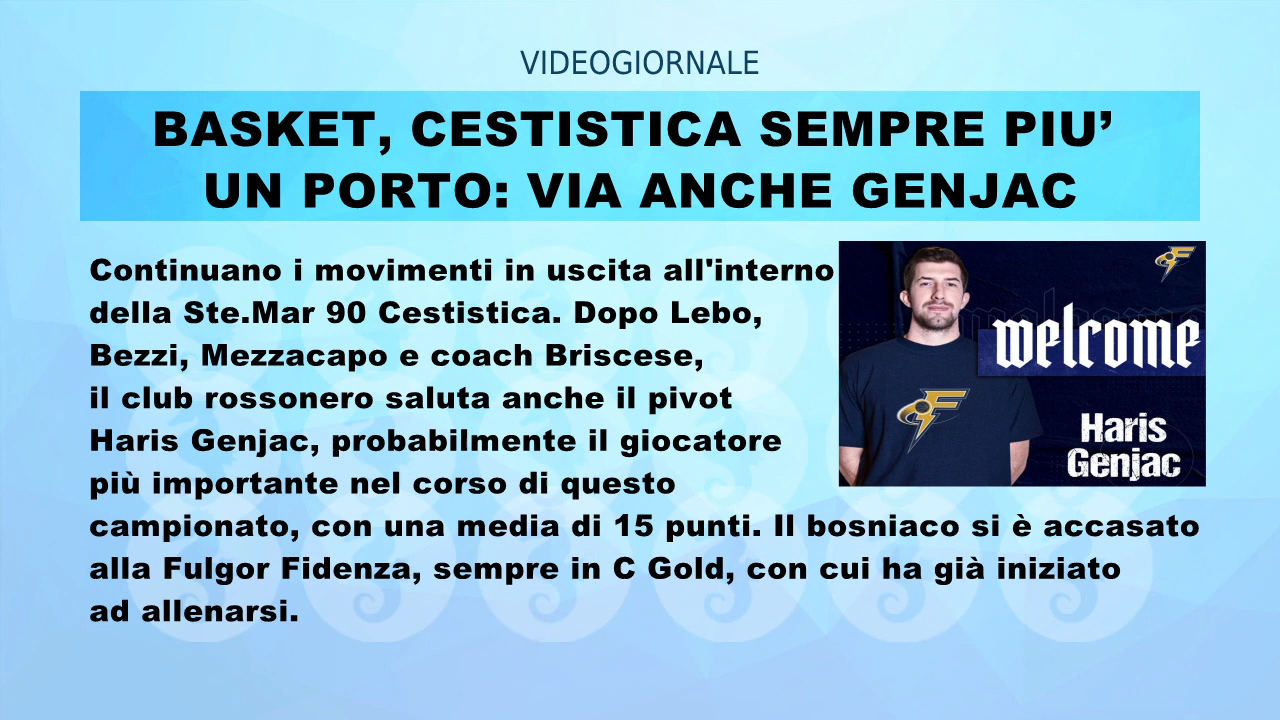 VIDEOGIORNALE
BASKET, CESTISTICA SEMPRE PIU’
UN PORTO: VIA ANCHE GENJAC
Continuano i movimenti in uscita all'interno
della Ste.Mar 90 Cestistica. Dopo Lebo,
Bezzi, Mezzacapo e coach Briscese,
il club rossonero saluta anche il pivot
Haris Genjac, probabilmente il giocatore
più importante nel corso di questo
campionato, con una media di 15 punti. Il bosniaco si è accasato
alla Fulgor Fidenza, sempre in C Gold, con cui ha già iniziato
ad allenarsi.
welcome
Haris
Genjac